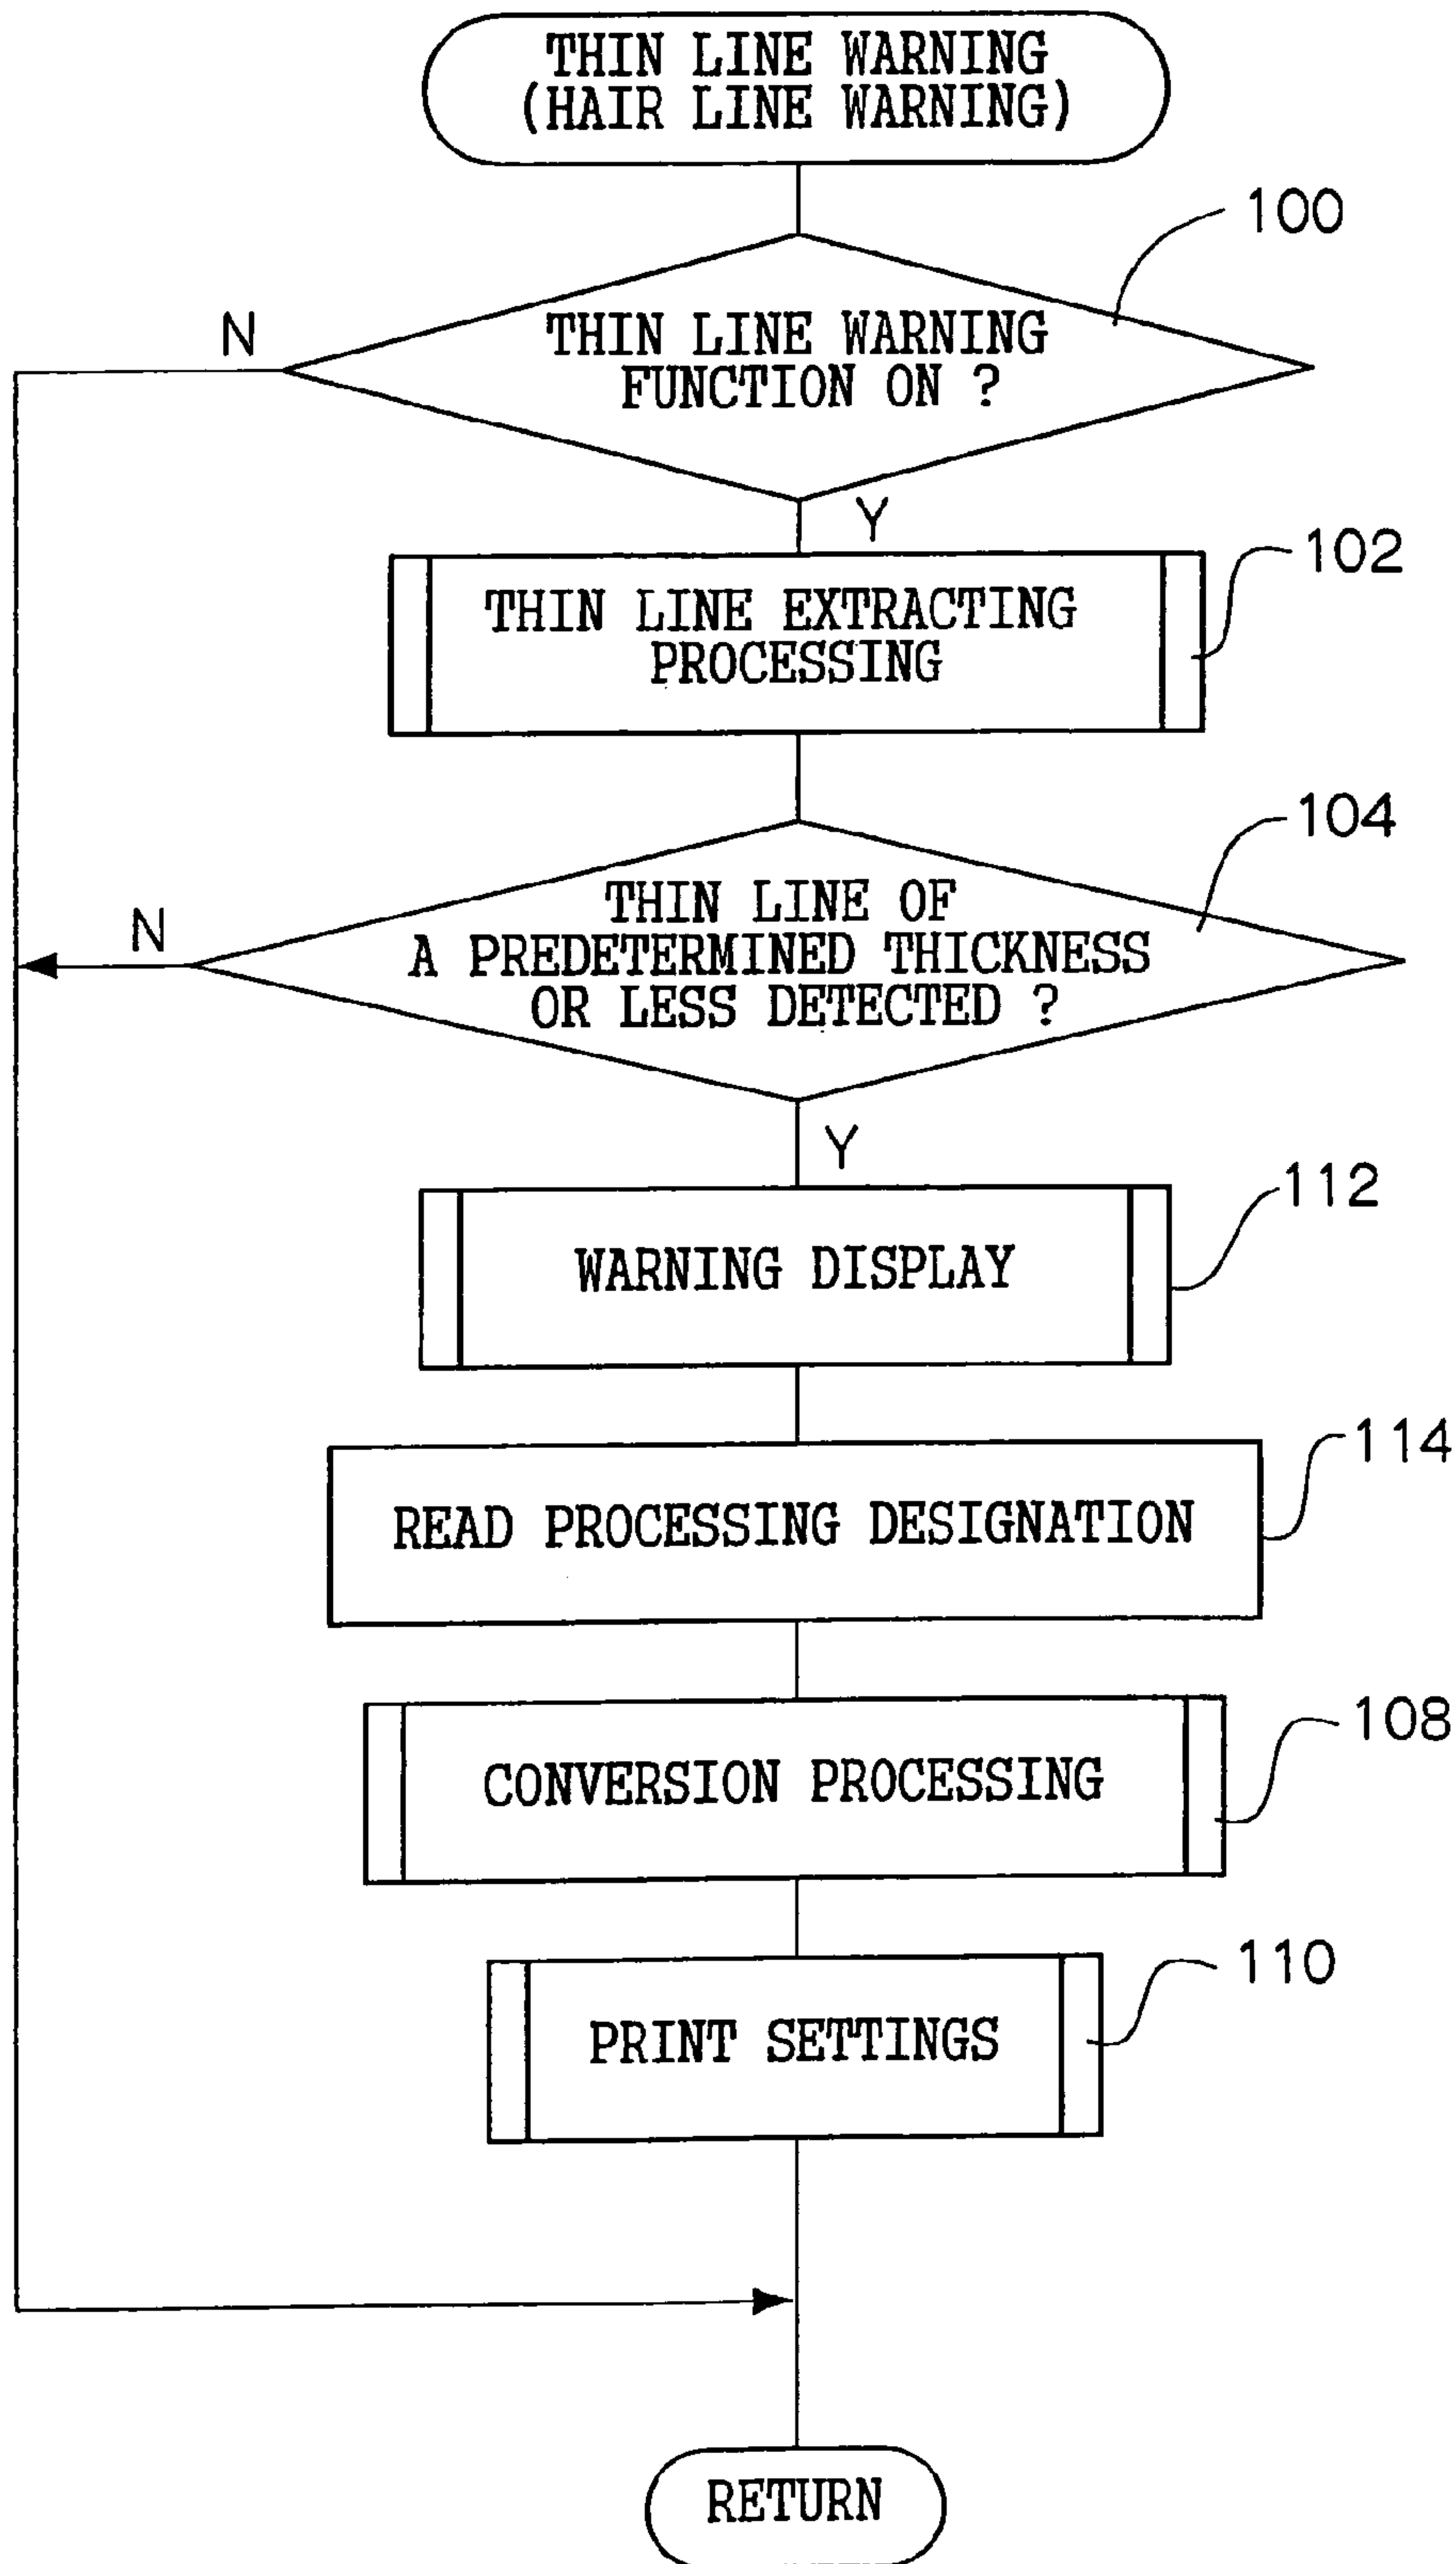 THIN LINE WARNING
(HAIR LINE WARNING)
100
N
THIN LINE WARNING
FUNCTION ON ?
Y
102
THIN LINE EXTRACTING
PROCESSING
104
N
THIN LINE OF
A PREDETERMINED THICKNESS
OR LESS DETECTED ?
Y
112
WARNING DISPLAY
114
READ PROCESSING DESIGNATION
108
CONVERSION PROCESSING
110
PRINT SETTINGS
RETURN